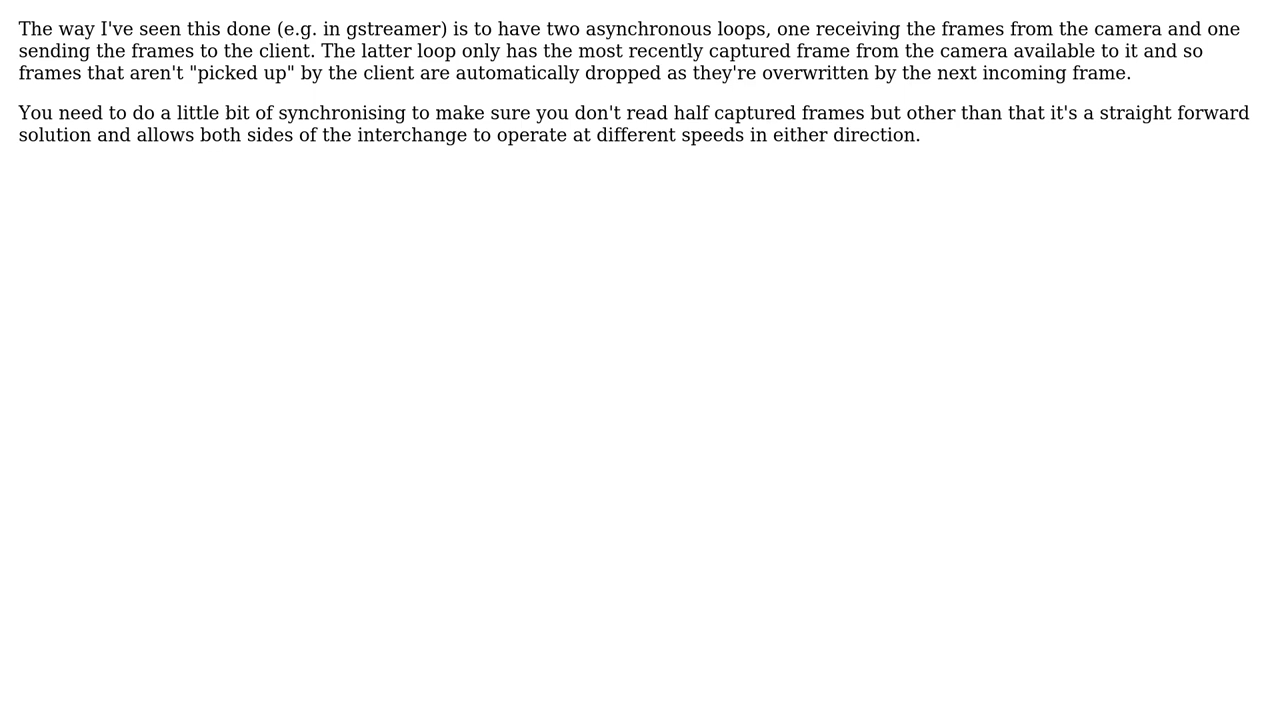 The way I've seen this done (e.g. in gstreamer) is to have two asynchronous loops, one receiving the frames from the camera and one
sending the frames to the client. The latter loop only has the most recently captured frame from the camera available to it and so
frames that aren't "picked up" by the client are automatically dropped as they're overwritten by the next incoming frame.
You need to do a little bit of synchronising to make sure you don't read half captured frames but other than that it's a straight forward
solution and allows both sides of the interchange to operate at different speeds in either direction.